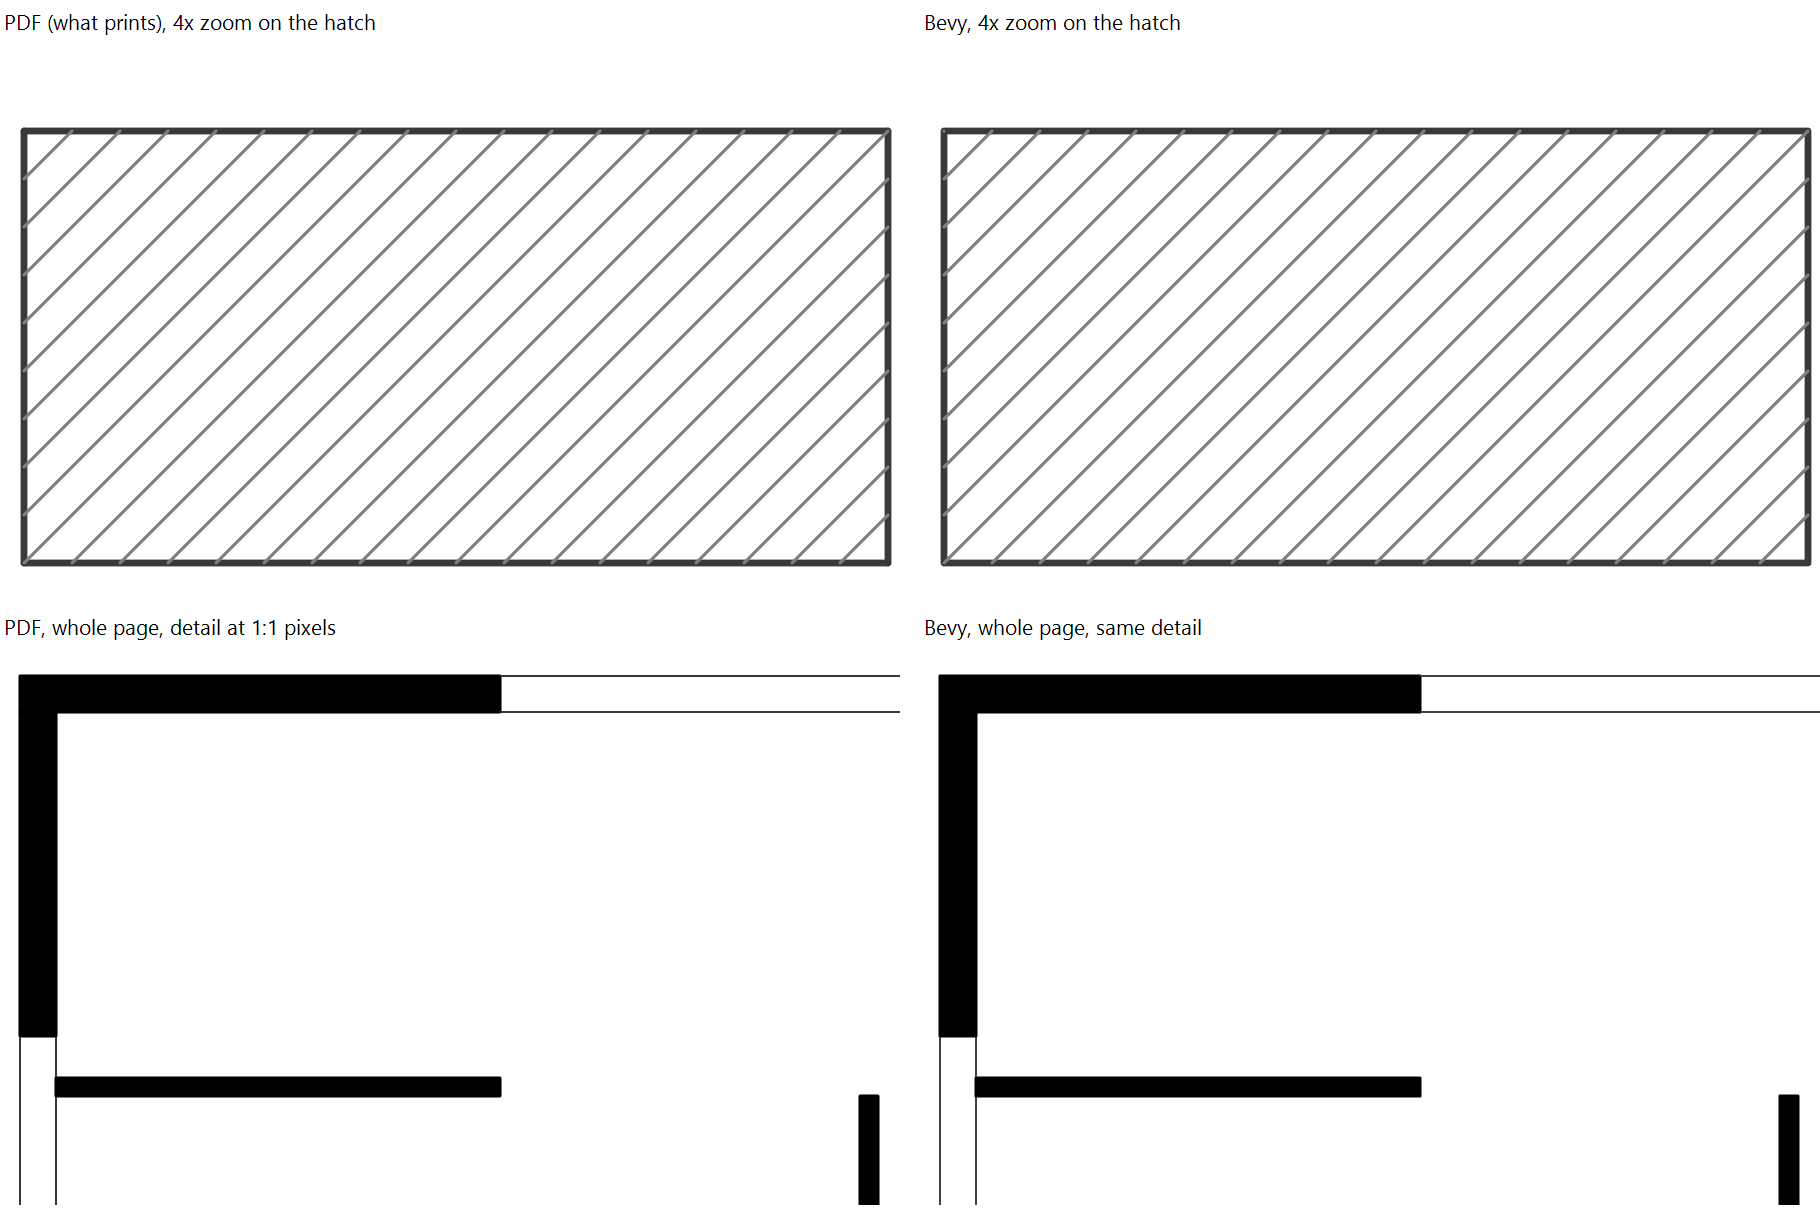 PDF (what prints), 4x zoom on the hatch
Bevy, 4x zoom on the hatch
PDF, whole page, detail at 1:1 pixels
Bevy, whole page, same detail